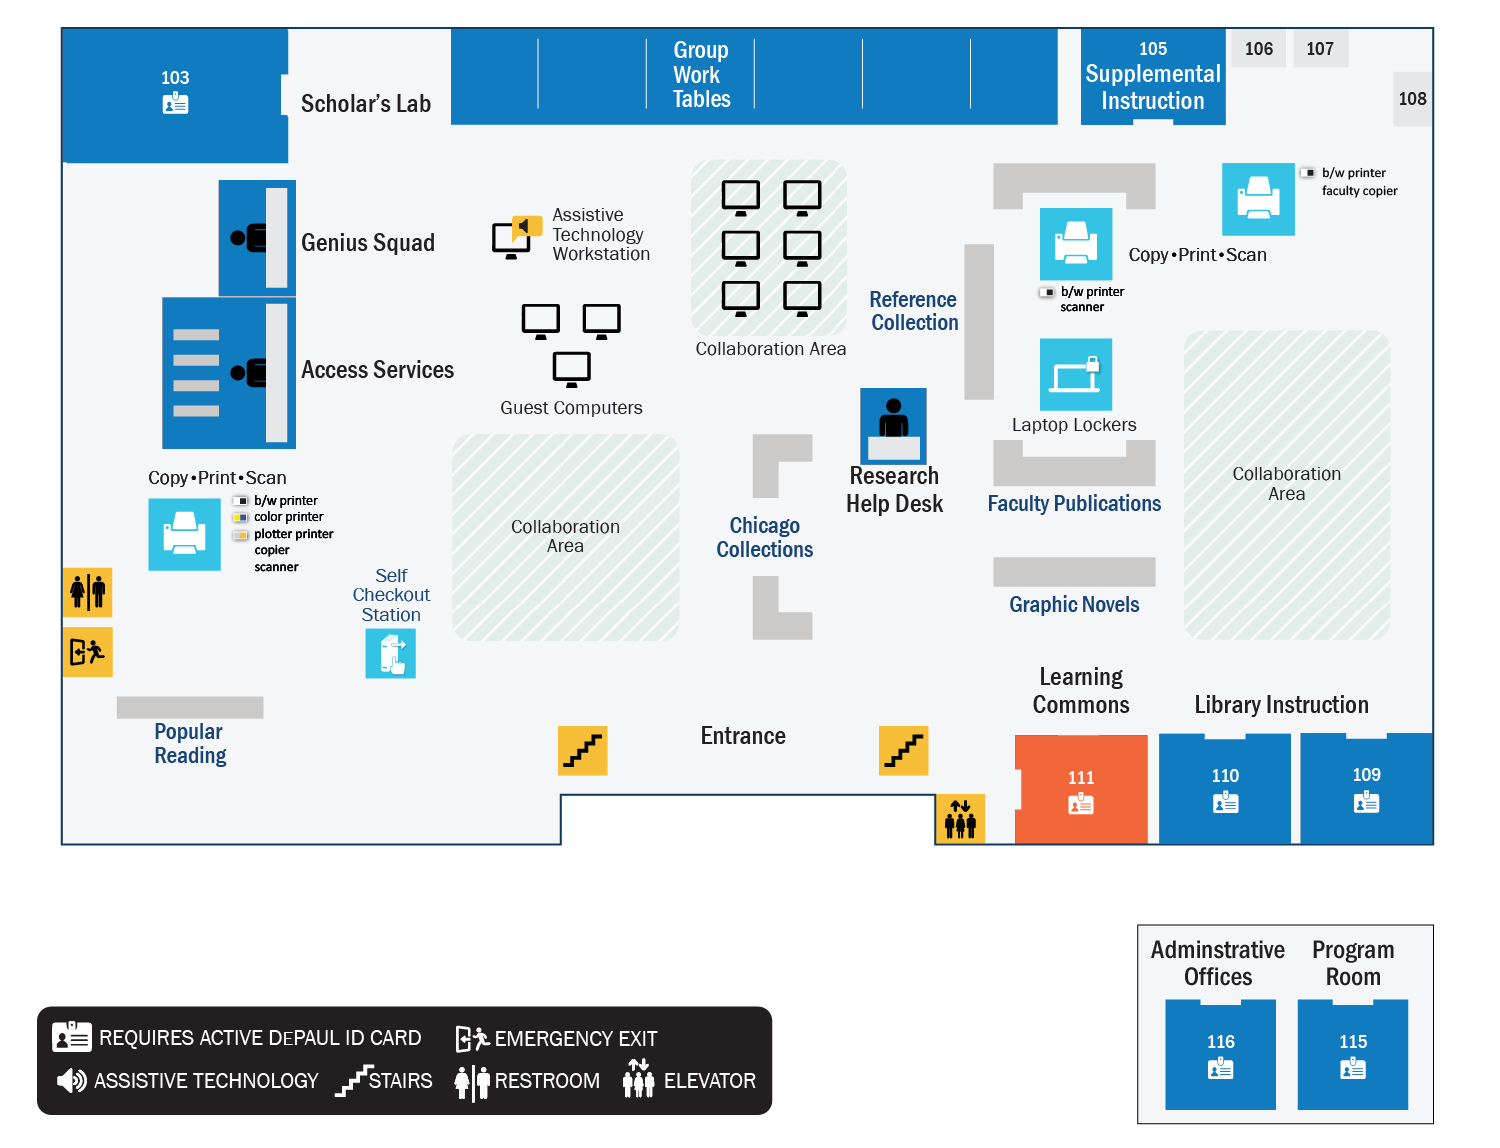 103
Scholar's Lab
Group
Work
Tables
105
Supplemental
Instruction
106
107
108
b/w printer
faculty copier
Genius Squad
Assistive
Technology
Workstation
Copy•Print•Scan
b/w printer
scanner
Reference
Collection
Collaboration Area
Access Services
Guest Computers
Laptop Lockers
Copy•Print•Scan
b/w printer
color printer
plotter printer
copier
scanner
Research
Help Desk
Collaboration
Area
Faculty Publications
Collaboration
Area
Chicago
Collections
Self
Checkout
Station
Graphic Novels
Popular
Reading
Entrance
Learning
Commons
Library Instruction
111
110
109
Adminstrative
Offices
Program
Room
116
115
REQUIRES ACTIVE DePAUL ID CARD
EMERGENCY EXIT
ASSISTIVE TECHNOLOGY
STAIRS
RESTROOM
ELEVATOR